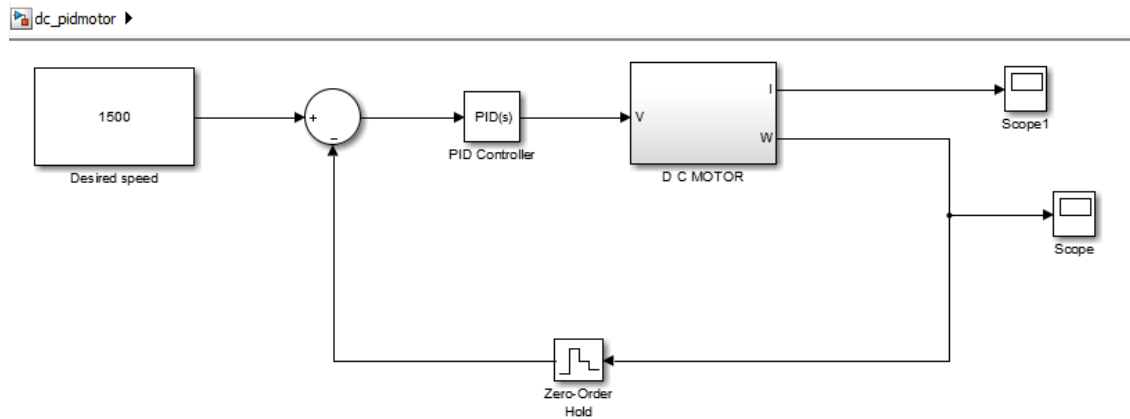 dc_pidmotor
1500
Desired speed
+
−
PID(s)
PID Controller
V
I
W
D C MOTOR
Scope1
Scope
Zero-Order
Hold